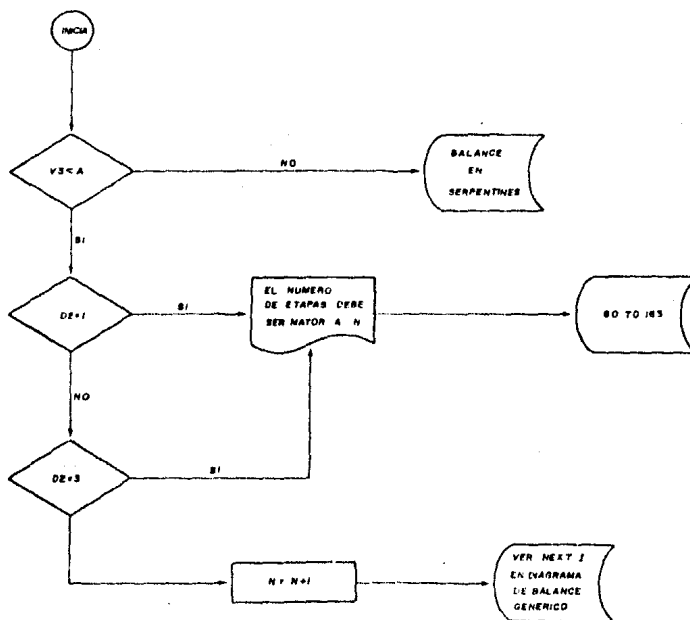 INICIA
V3 < A
NO
BALANCE
EN
SERPENTINES
SI
D2=1
SI
EL NUMERO
DE ETAPAS DEBE
SER MATOR A N
GO TO 165
NO
D2=3
SI
N = N+1
VER NEXT I
EN DIAGRAMA
DE BALANCE
GENERICO